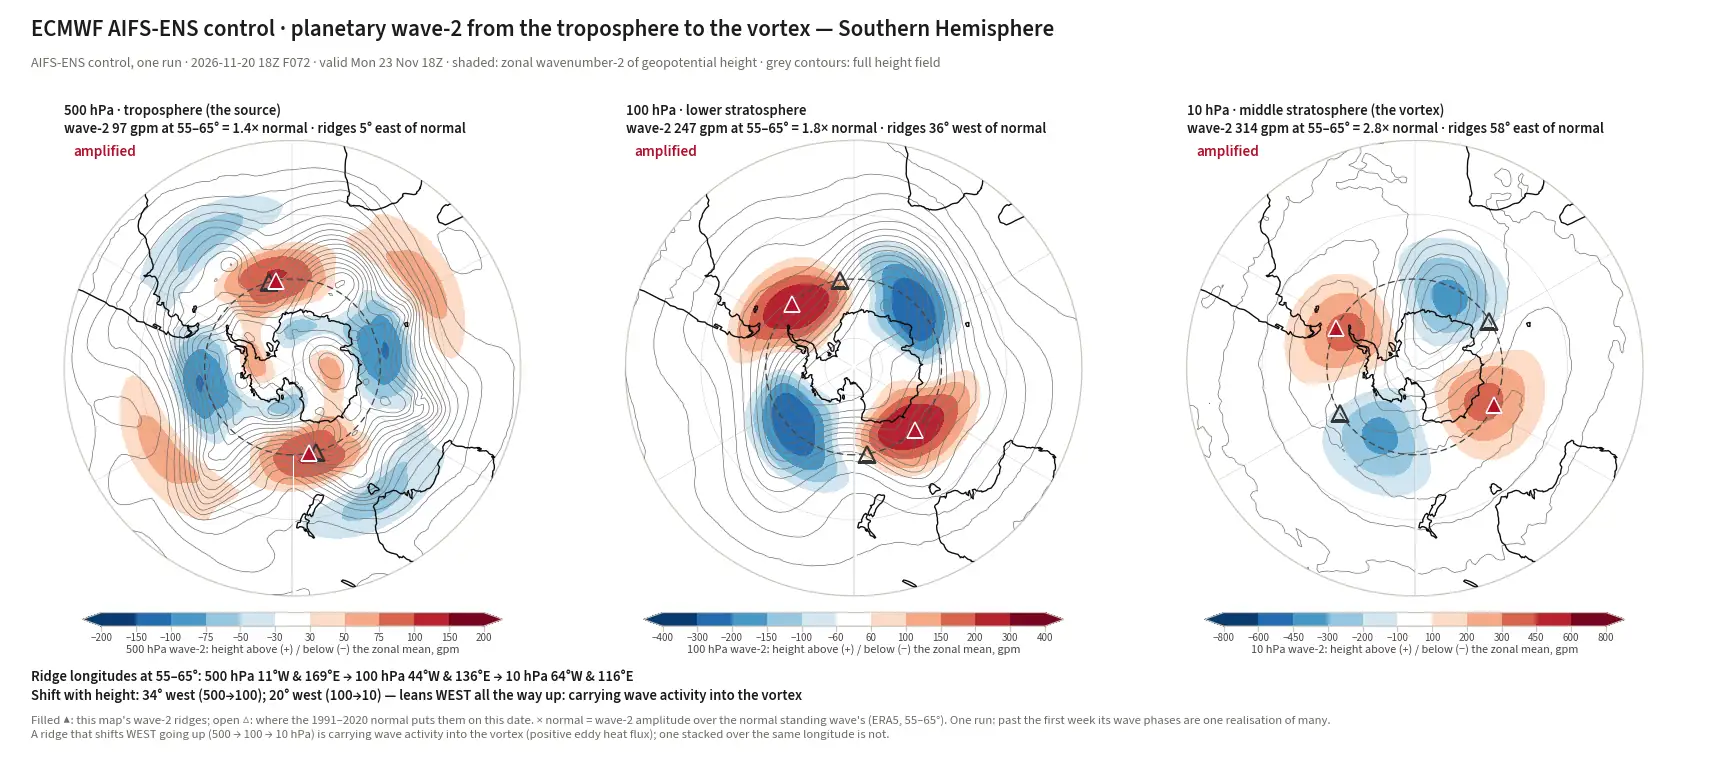 ECMWF AIFS-ENS control · planetary wave-2 from the troposphere to the vortex — Southern Hemisphere
AIFS-ENS control, one run · 2026-11-20 18Z F072 · valid Mon 23 Nov 18Z · shaded: zonal wavenumber-2 of geopotential height · grey contours: full height field
500 hPa · troposphere (the source)
wave-2 97 gpm at 55–65° = 1.4× normal · ridges 5° east of normal
amplified
100 hPa · lower stratosphere
wave-2 247 gpm at 55–65° = 1.8× normal · ridges 36° west of normal
amplified
10 hPa · middle stratosphere (the vortex)
wave-2 314 gpm at 55–65° = 2.8× normal · ridges 58° east of normal
amplified
−200 −150 −100 −75 −50 −30 30 50 75 100 150 200
500 hPa wave-2: height above (+) / below (−) the zonal mean, gpm
−400 −300 −200 −150 −100 −60 60 100 150 200 300 400
100 hPa wave-2: height above (+) / below (−) the zonal mean, gpm
−800 −600 −450 −300 −200 −100 100 200 300 450 600 800
10 hPa wave-2: height above (+) / below (−) the zonal mean, gpm
Ridge longitudes at 55–65°: 500 hPa 11°W & 169°E → 100 hPa 44°W & 136°E → 10 hPa 64°W & 116°E
Shift with height: 34° west (500→100); 20° west (100→10) — leans WEST all the way up: carrying wave activity into the vortex
Filled ▲: this map's wave-2 ridges; open △: where the 1991–2020 normal puts them on this date. × normal = wave-2 amplitude over the normal standing wave's (ERA5, 55–65°). One run: past the first week its wave phases are one realisation of many.
A ridge that shifts WEST going up (500 → 100 → 10 hPa) is carrying wave activity into the vortex (positive eddy heat flux); one stacked over the same longitude is not.